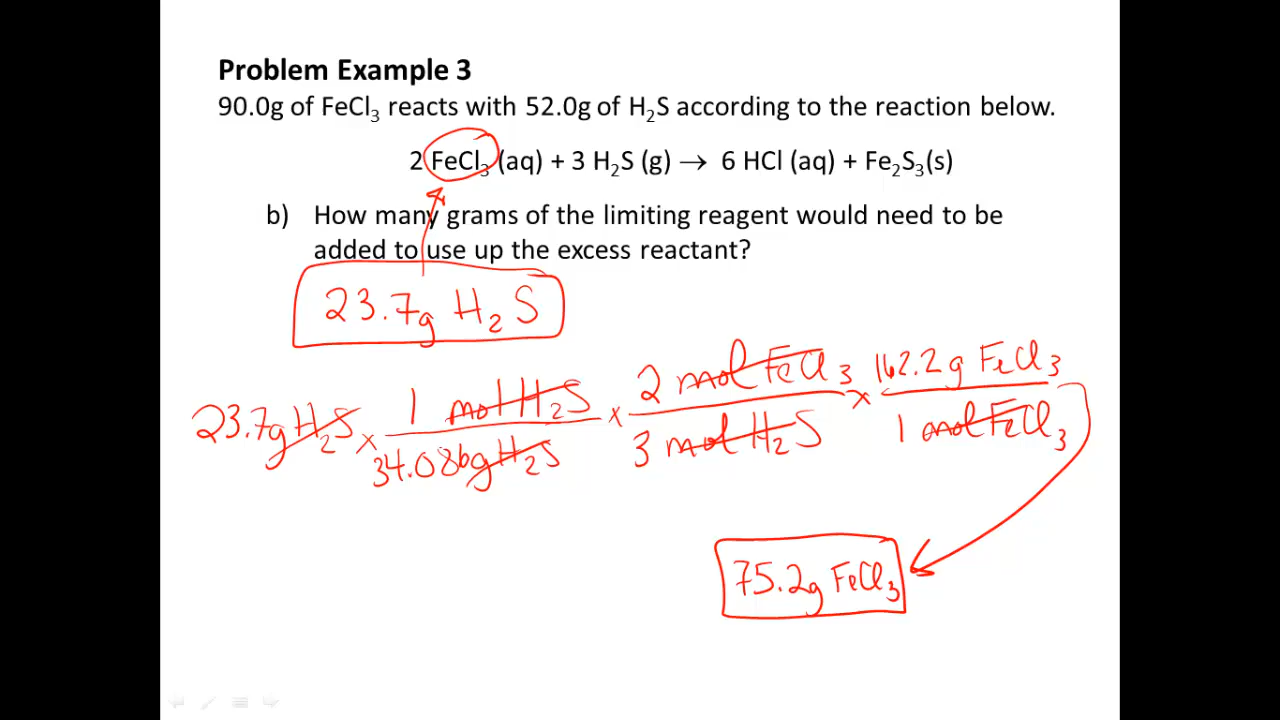 Problem Example 3
90.0g of FeCl₃ reacts with 52.0g of H₂S according to the reaction below.
2 FeCl₃ (aq) + 3 H₂S (g) → 6 HCl (aq) + Fe₂S₃(s)
b) How many grams of the limiting reagent would need to be
added to use up the excess reactant?
23.7g H₂S
23.7g H₂S x 1 mol H₂S / 34.086g H₂S x 2 mol FeCl₃ / 3 mol H₂S x 162.2g FeCl₃ / 1 mol FeCl₃
75.2g FeCl₃